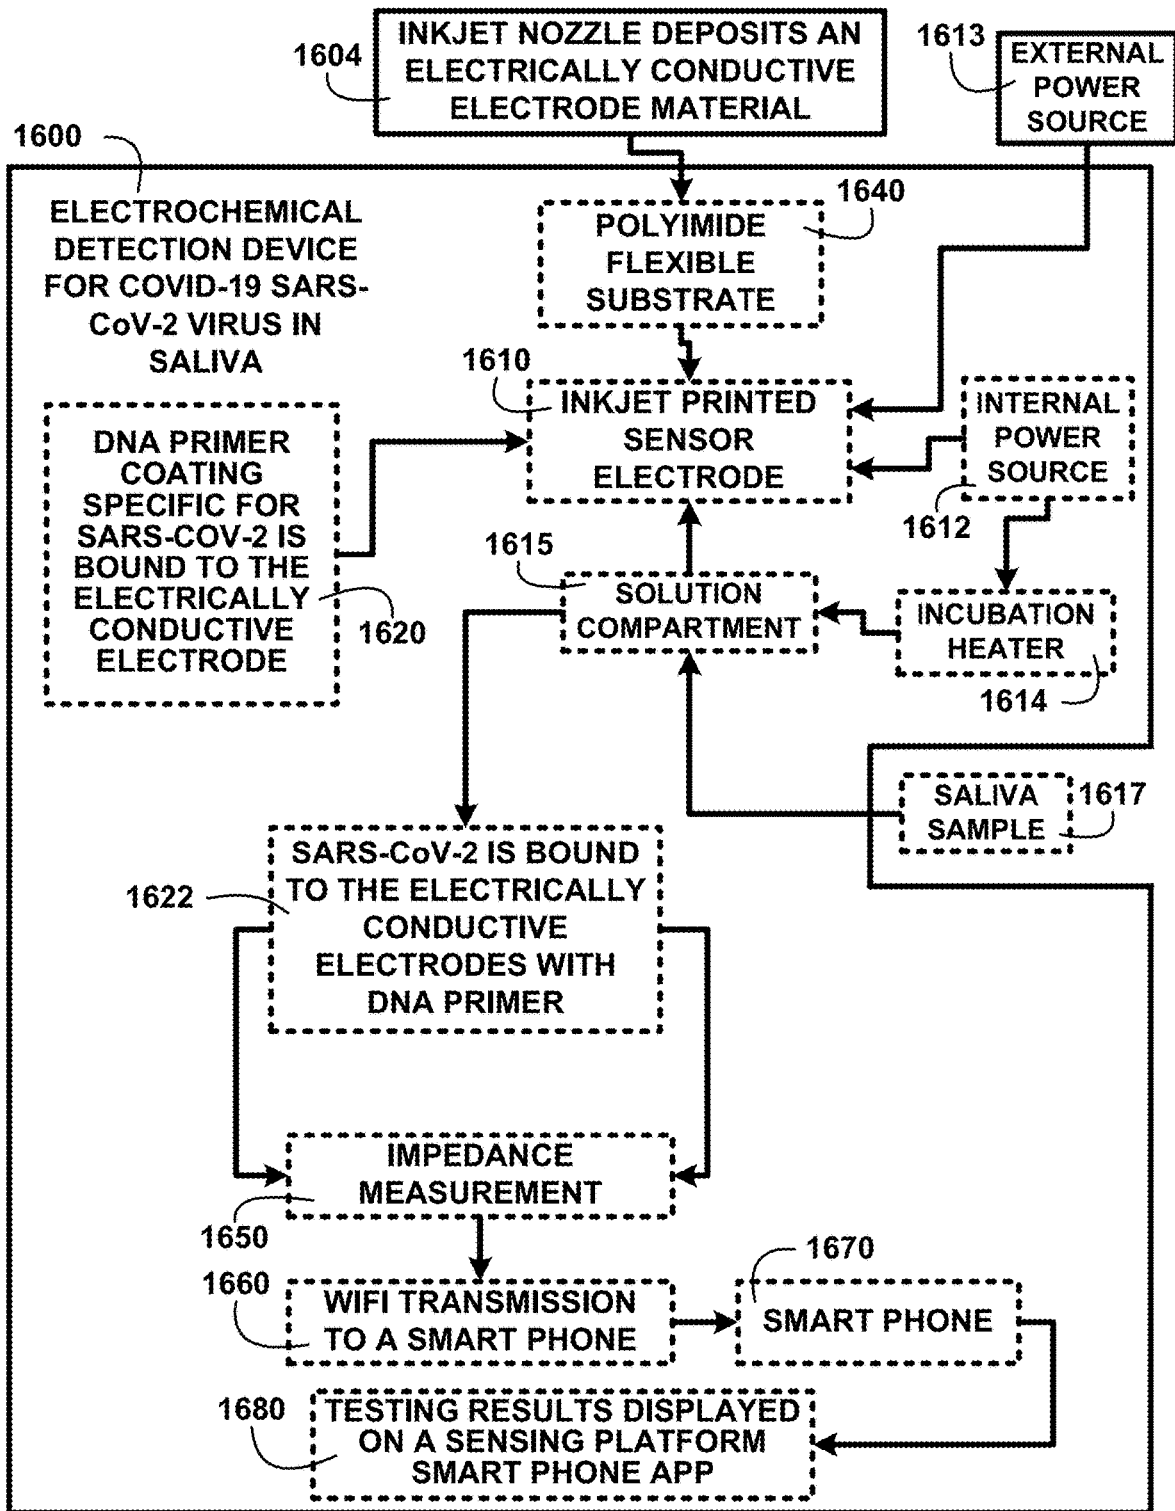 1604
INKJET NOZZLE DEPOSITS AN
ELECTRICALLY CONDUCTIVE
ELECTRODE MATERIAL
1613
EXTERNAL
POWER
SOURCE
1600
ELECTROCHEMICAL
DETECTION DEVICE
FOR COVID-19 SARS-
CoV-2 VIRUS IN
SALIVA
1640
POLYIMIDE
FLEXIBLE
SUBSTRATE
1610
INKJET PRINTED
SENSOR
ELECTRODE
INTERNAL
POWER
SOURCE
1612
DNA PRIMER
COATING
SPECIFIC FOR
SARS-COV-2 IS
BOUND TO THE
ELECTRICALLY
CONDUCTIVE
ELECTRODE
1620
1615
SOLUTION
COMPARTMENT
INCUBATION
HEATER
1614
SALIVA
SAMPLE
1617
1622
SARS-CoV-2 IS BOUND
TO THE ELECTRICALLY
CONDUCTIVE
ELECTRODES WITH
DNA PRIMER
IMPEDANCE
MEASUREMENT
1650
1660
WIFI TRANSMISSION
TO A SMART PHONE
1670
SMART PHONE
1680
TESTING RESULTS DISPLAYED
ON A SENSING PLATFORM
SMART PHONE APP